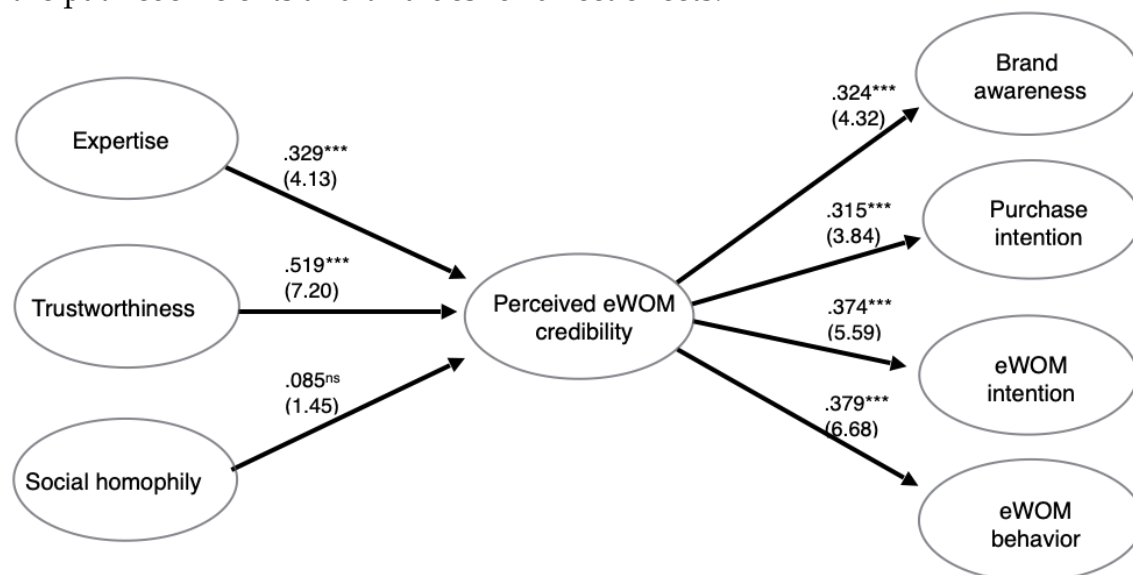 Brand
awareness
.324***
(4.32)
Expertise
.329***
(4.13)
.315***
(3.84)
Purchase
intention
.519***
(7.20)
Trustworthiness
Perceived eWOM
credibility
.374***
(5.59)
eWOM
intention
.085ns
(1.45)
.379***
(6.68)
Social homophily
eWOM
behavior